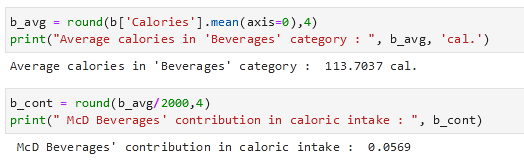 b_avg = round(b['Calories'].mean(axis=0),4)
print("Average calories in 'Beverages' category : ", b_avg, 'cal.')
Average calories in 'Beverages' category :  113.7037 cal.
b_cont = round(b_avg/2000,4)
print(" McD Beverages' contribution in caloric intake : ", b_cont)
 McD Beverages' contribution in caloric intake :  0.0569